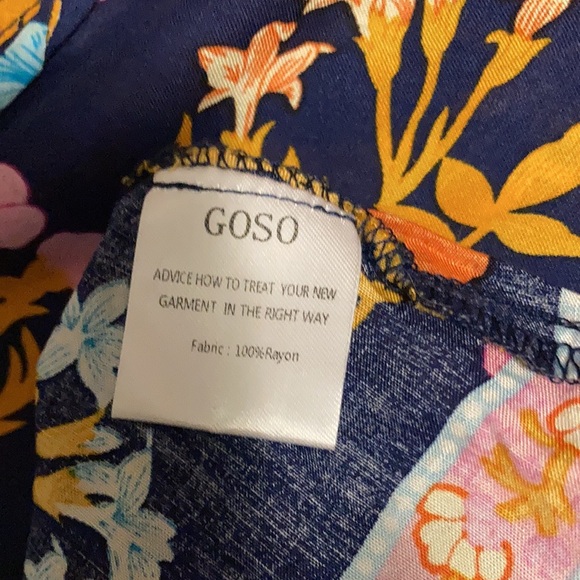 GOSO
ADVICE HOW TO TREAT YOUR NEW
GARMENT IN THE RIGHT WAY
Fabric : 100%Rayon